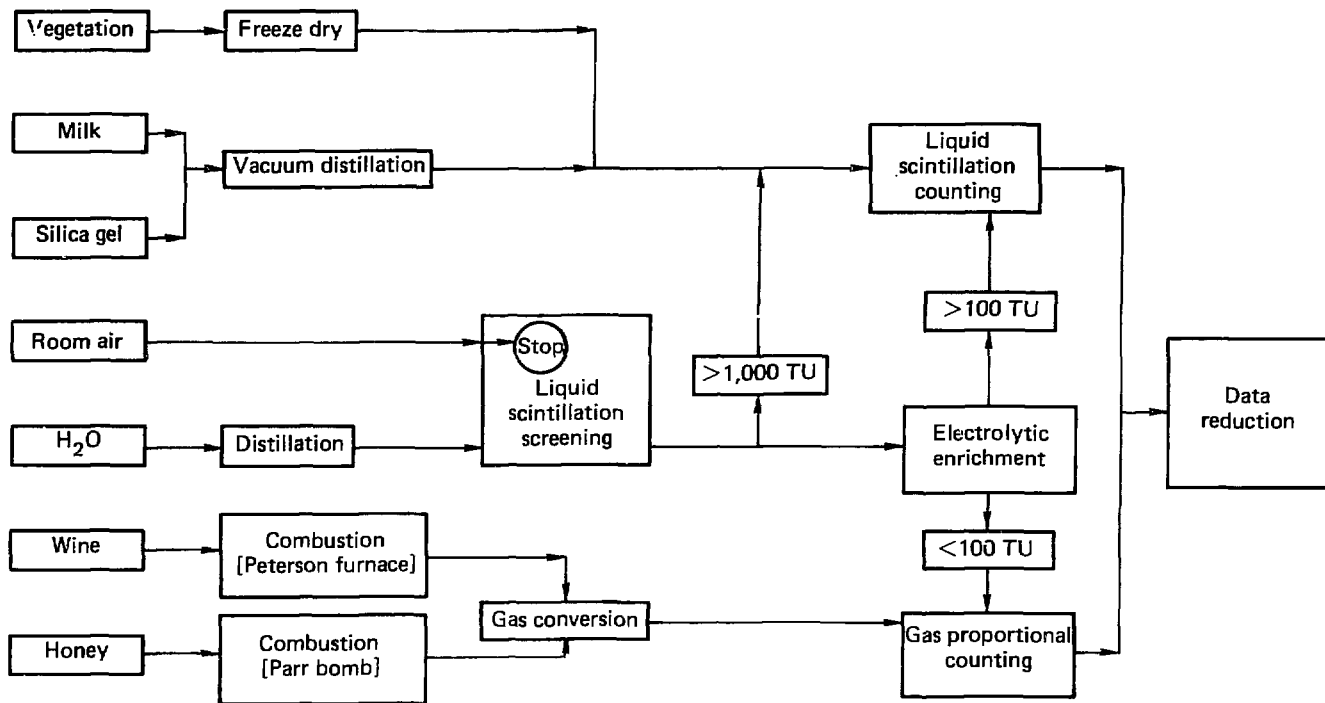 Vegetation
Freeze dry
Milk
Vacuum distillation
Silica gel
Liquid
scintillation
counting
>100 TU
Room air
Stop
Liquid
scintillation
screening
>1,000 TU
Data
reduction
H₂O
Distillation
Electrolytic
enrichment
Wine
Combustion
[Peterson furnace]
<100 TU
Gas conversion
Honey
Combustion
[Parr bomb]
Gas proportional
counting